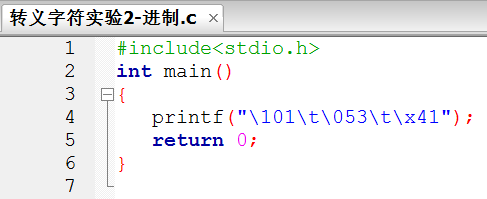 转义字符实验2-进制.c ×
1 #include<stdio.h>
2 int main()
3 {
4 printf("\101\t\053\t\x41");
5 return 0;
6 }
7